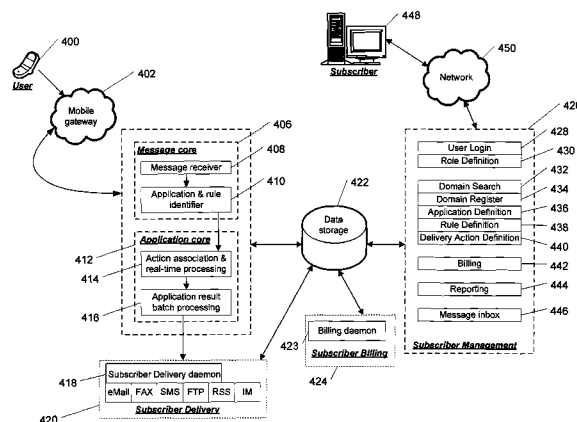 400
User
402
Mobile
gateway
448
Subscriber
450
Network
406
Message core
Message receiver
408
Application & rule
identifier
410
412
Application core
414
Action association &
real-time processing
416
Application result
batch processing
422
Data
storage
426
User Login
428
Role Definition
430
432
Domain Search
434
Domain Register
436
Application Definition
438
Rule Definition
Delivery Action Definition
440
Billing
442
Reporting
444
Message inbox
446
Subscriber Management
423
Billing daemon
Subscriber Billing
424
418
Subscriber Delivery daemon
eMail FAX SMS FTP RSS IM
420
Subscriber Delivery